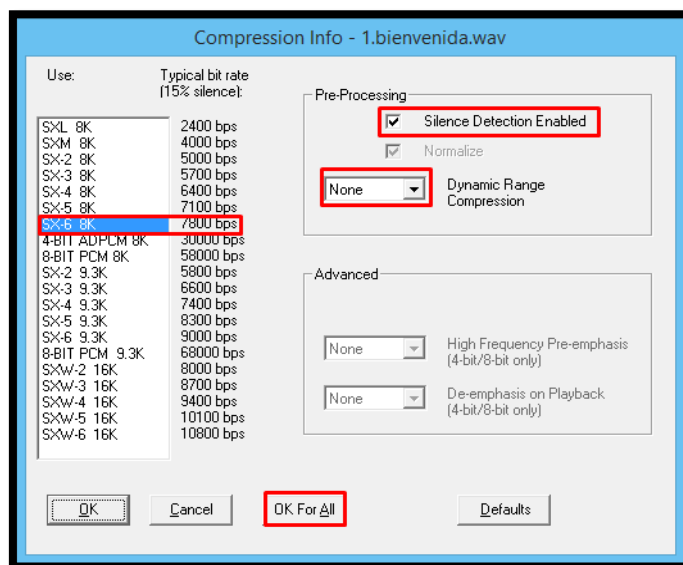 Compression Info - 1.bienvenida.wav
Use: Typical bit rate
(15% silence):
SXL 8K 2400 bps
SXM 8K 4000 bps
SX-2 8K 5000 bps
SX-3 8K 5700 bps
SX-4 8K 6400 bps
SX-5 8K 7100 bps
SX-6 8K 7800 bps
4-BIT ADPCM 8K 30000 bps
8-BIT PCM 8K 58000 bps
SX-2 9.3K 5800 bps
SX-3 9.3K 6600 bps
SX-4 9.3K 7400 bps
SX-5 9.3K 8300 bps
SX-6 9.3K 9000 bps
8-BIT PCM 9.3K 68000 bps
SXW-2 16K 8000 bps
SXW-3 16K 8700 bps
SXW-4 16K 9400 bps
SXW-5 16K 10100 bps
SXW-6 16K 10800 bps
Pre-Processing
Silence Detection Enabled
Normalize
None Dynamic Range
Compression
Advanced
None High Frequency Pre-emphasis
(4-bit/8-bit only)
None De-emphasis on Playback
(4-bit/8-bit only)
OK Cancel OK For All Defaults